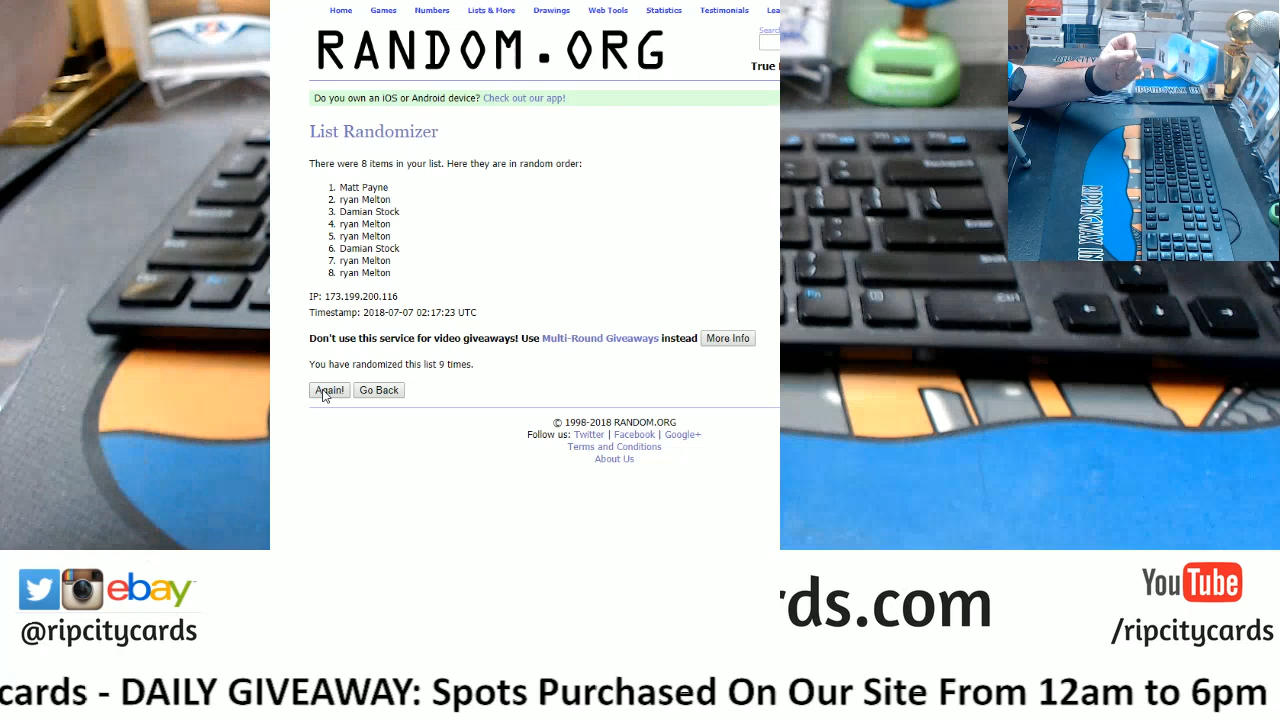 Home Games Numbers Lists & More Drawings Web Tools Statistics Testimonials Lea
Search
RANDOM.ORG
True
Do you own an iOS or Android device? Check out our app!
List Randomizer
There were 8 items in your list. Here they are in random order:
1. Matt Payne
2. ryan Melton
3. Damian Stock
4. ryan Melton
5. ryan Melton
6. Damian Stock
7. ryan Melton
8. ryan Melton
IP: 173.199.200.116
Timestamp: 2018-07-07 02:17:23 UTC
Don't use this service for video giveaways! Use Multi-Round Giveaways instead More Info
You have randomized this list 9 times.
Again! Go Back
© 1998-2018 RANDOM.ORG
Follow us: Twitter | Facebook | Google+
Terms and Conditions
About Us
ebay
@ripcitycards
rds.com
YouTube
/ripcitycards
cards - DAILY GIVEAWAY: Spots Purchased On Our Site From 12am to 6pm